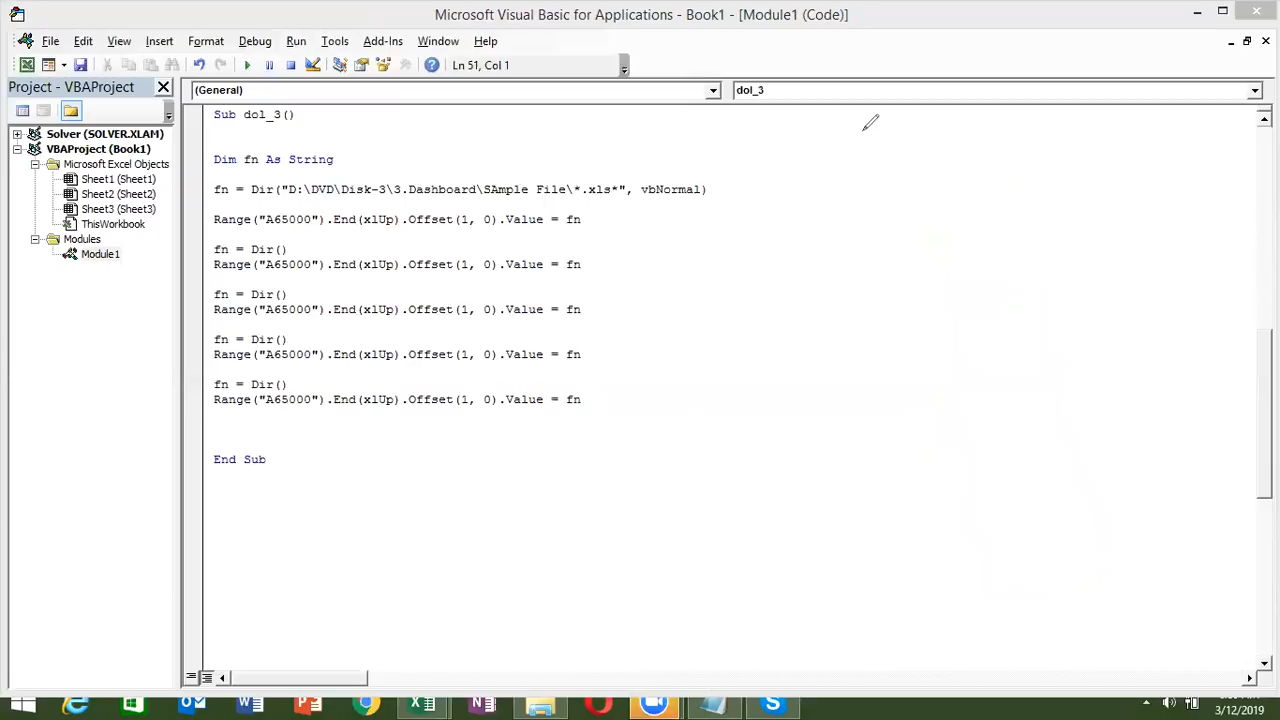 Microsoft Visual Basic for Applications - Book1 - [Module1 (Code)]
File Edit View Insert Format Debug Run Tools Add-Ins Window Help
Ln 51, Col 1
Project - VBAProject
(General)
dol_3
Solver (SOLVER.XLAM)
VBAProject (Book1)
Microsoft Excel Objects
Sheet1 (Sheet1)
Sheet2 (Sheet2)
Sheet3 (Sheet3)
ThisWorkbook
Modules
Module1
Sub dol_3()
Dim fn As String
fn = Dir("D:\DVD\Disk-3\3.Dashboard\SAmple File\*.xls*", vbNormal)
Range("A65000").End(xlUp).Offset(1, 0).Value = fn
fn = Dir()
Range("A65000").End(xlUp).Offset(1, 0).Value = fn
fn = Dir()
Range("A65000").End(xlUp).Offset(1, 0).Value = fn
fn = Dir()
Range("A65000").End(xlUp).Offset(1, 0).Value = fn
fn = Dir()
Range("A65000").End(xlUp).Offset(1, 0).Value = fn
End Sub
3/12/2019